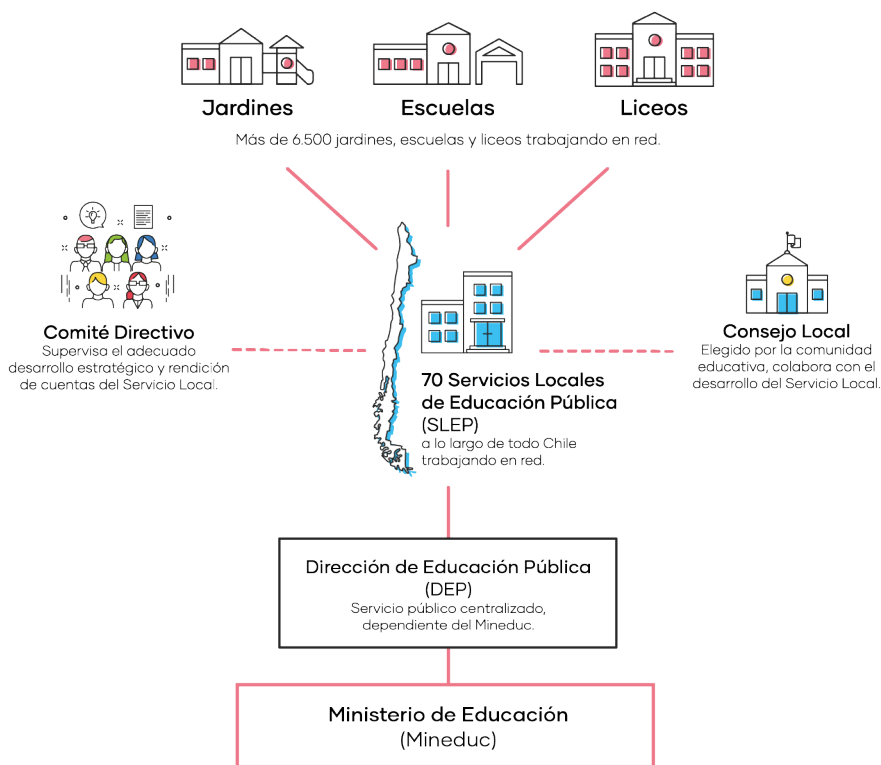 Jardines
Escuelas
Liceos
Más de 6.500 jardines, escuelas y liceos trabajando en red.
Comité Directivo
Supervisa el adecuado
desarrollo estratégico y rendición
de cuentas del Servicio Local.
70 Servicios Locales
de Educación Pública
(SLEP)
a lo largo de todo Chile
trabajando en red.
Consejo Local
Elegido por la comunidad
educativa, colabora con el
desarrollo del Servicio Local.
Dirección de Educación Pública
(DEP)
Servicio público centralizado,
dependiente del Mineduc.
Ministerio de Educación
(Mineduc)